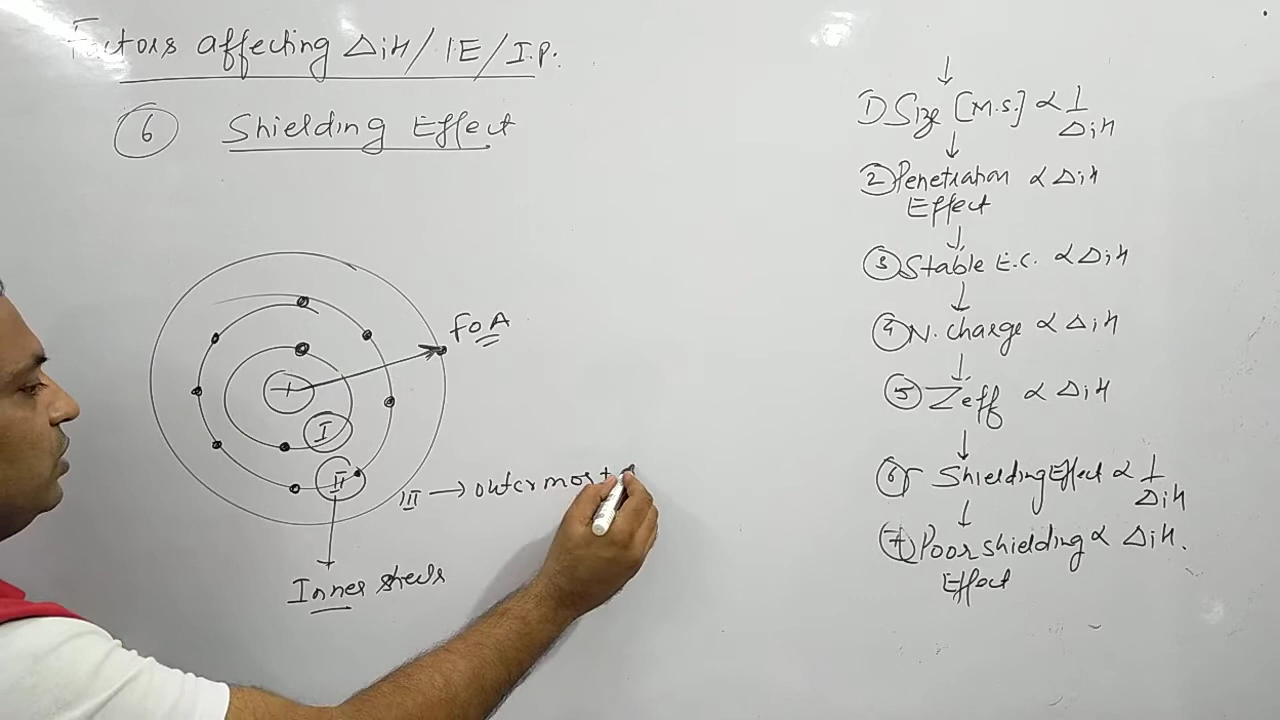 Factors affecting ΔiH/IE/I.P.
⑥ Shielding Effect
+
I
II
FOA
III → outermost
Inner shells
↓
① Size [M.S.] ∝ 1/ΔiH
↓
② Penetration ∝ ΔiH
Effect
↓
③ Stable E.C. ∝ ΔiH
↓
④ N. charge ∝ ΔiH
↓
⑤ Zeff ∝ ΔiH
↓
⑥ Shielding Effect ∝ 1/ΔiH
↓
⑦ Poor shielding ∝ ΔiH.
Effect